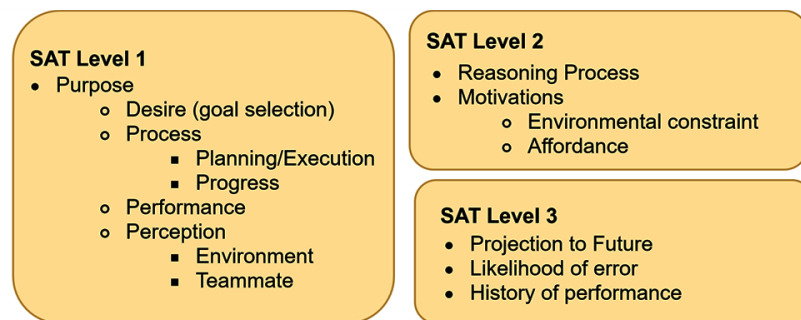 SAT Level 1
Purpose
Desire (goal selection)
Process
Planning/Execution
Progress
Performance
Perception
Environment
Teammate
SAT Level 2
Reasoning Process
Motivations
Environmental constraint
Affordance
SAT Level 3
Projection to Future
Likelihood of error
History of performance